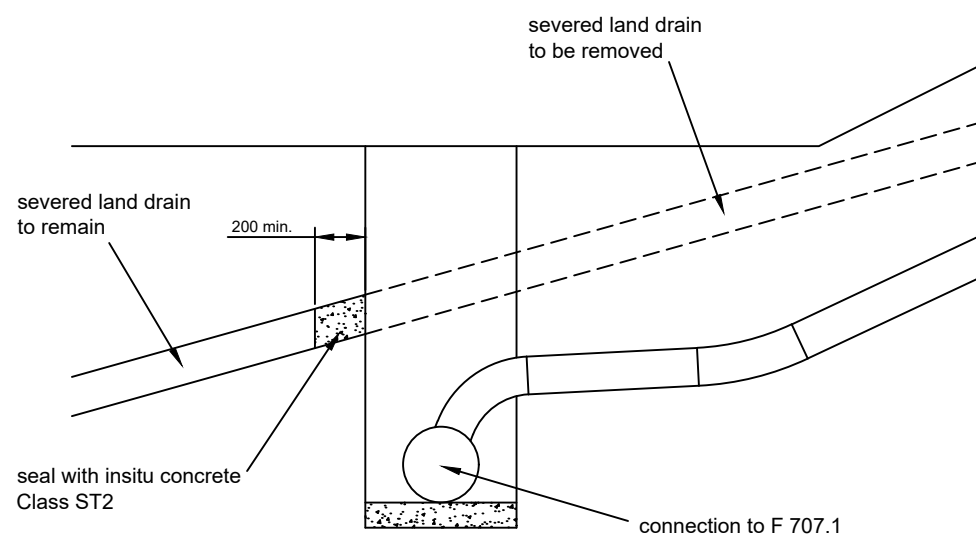 severed land drain
to be removed
severed land drain
to remain
200 min.
seal with insitu concrete
Class ST2
connection to F 707.1